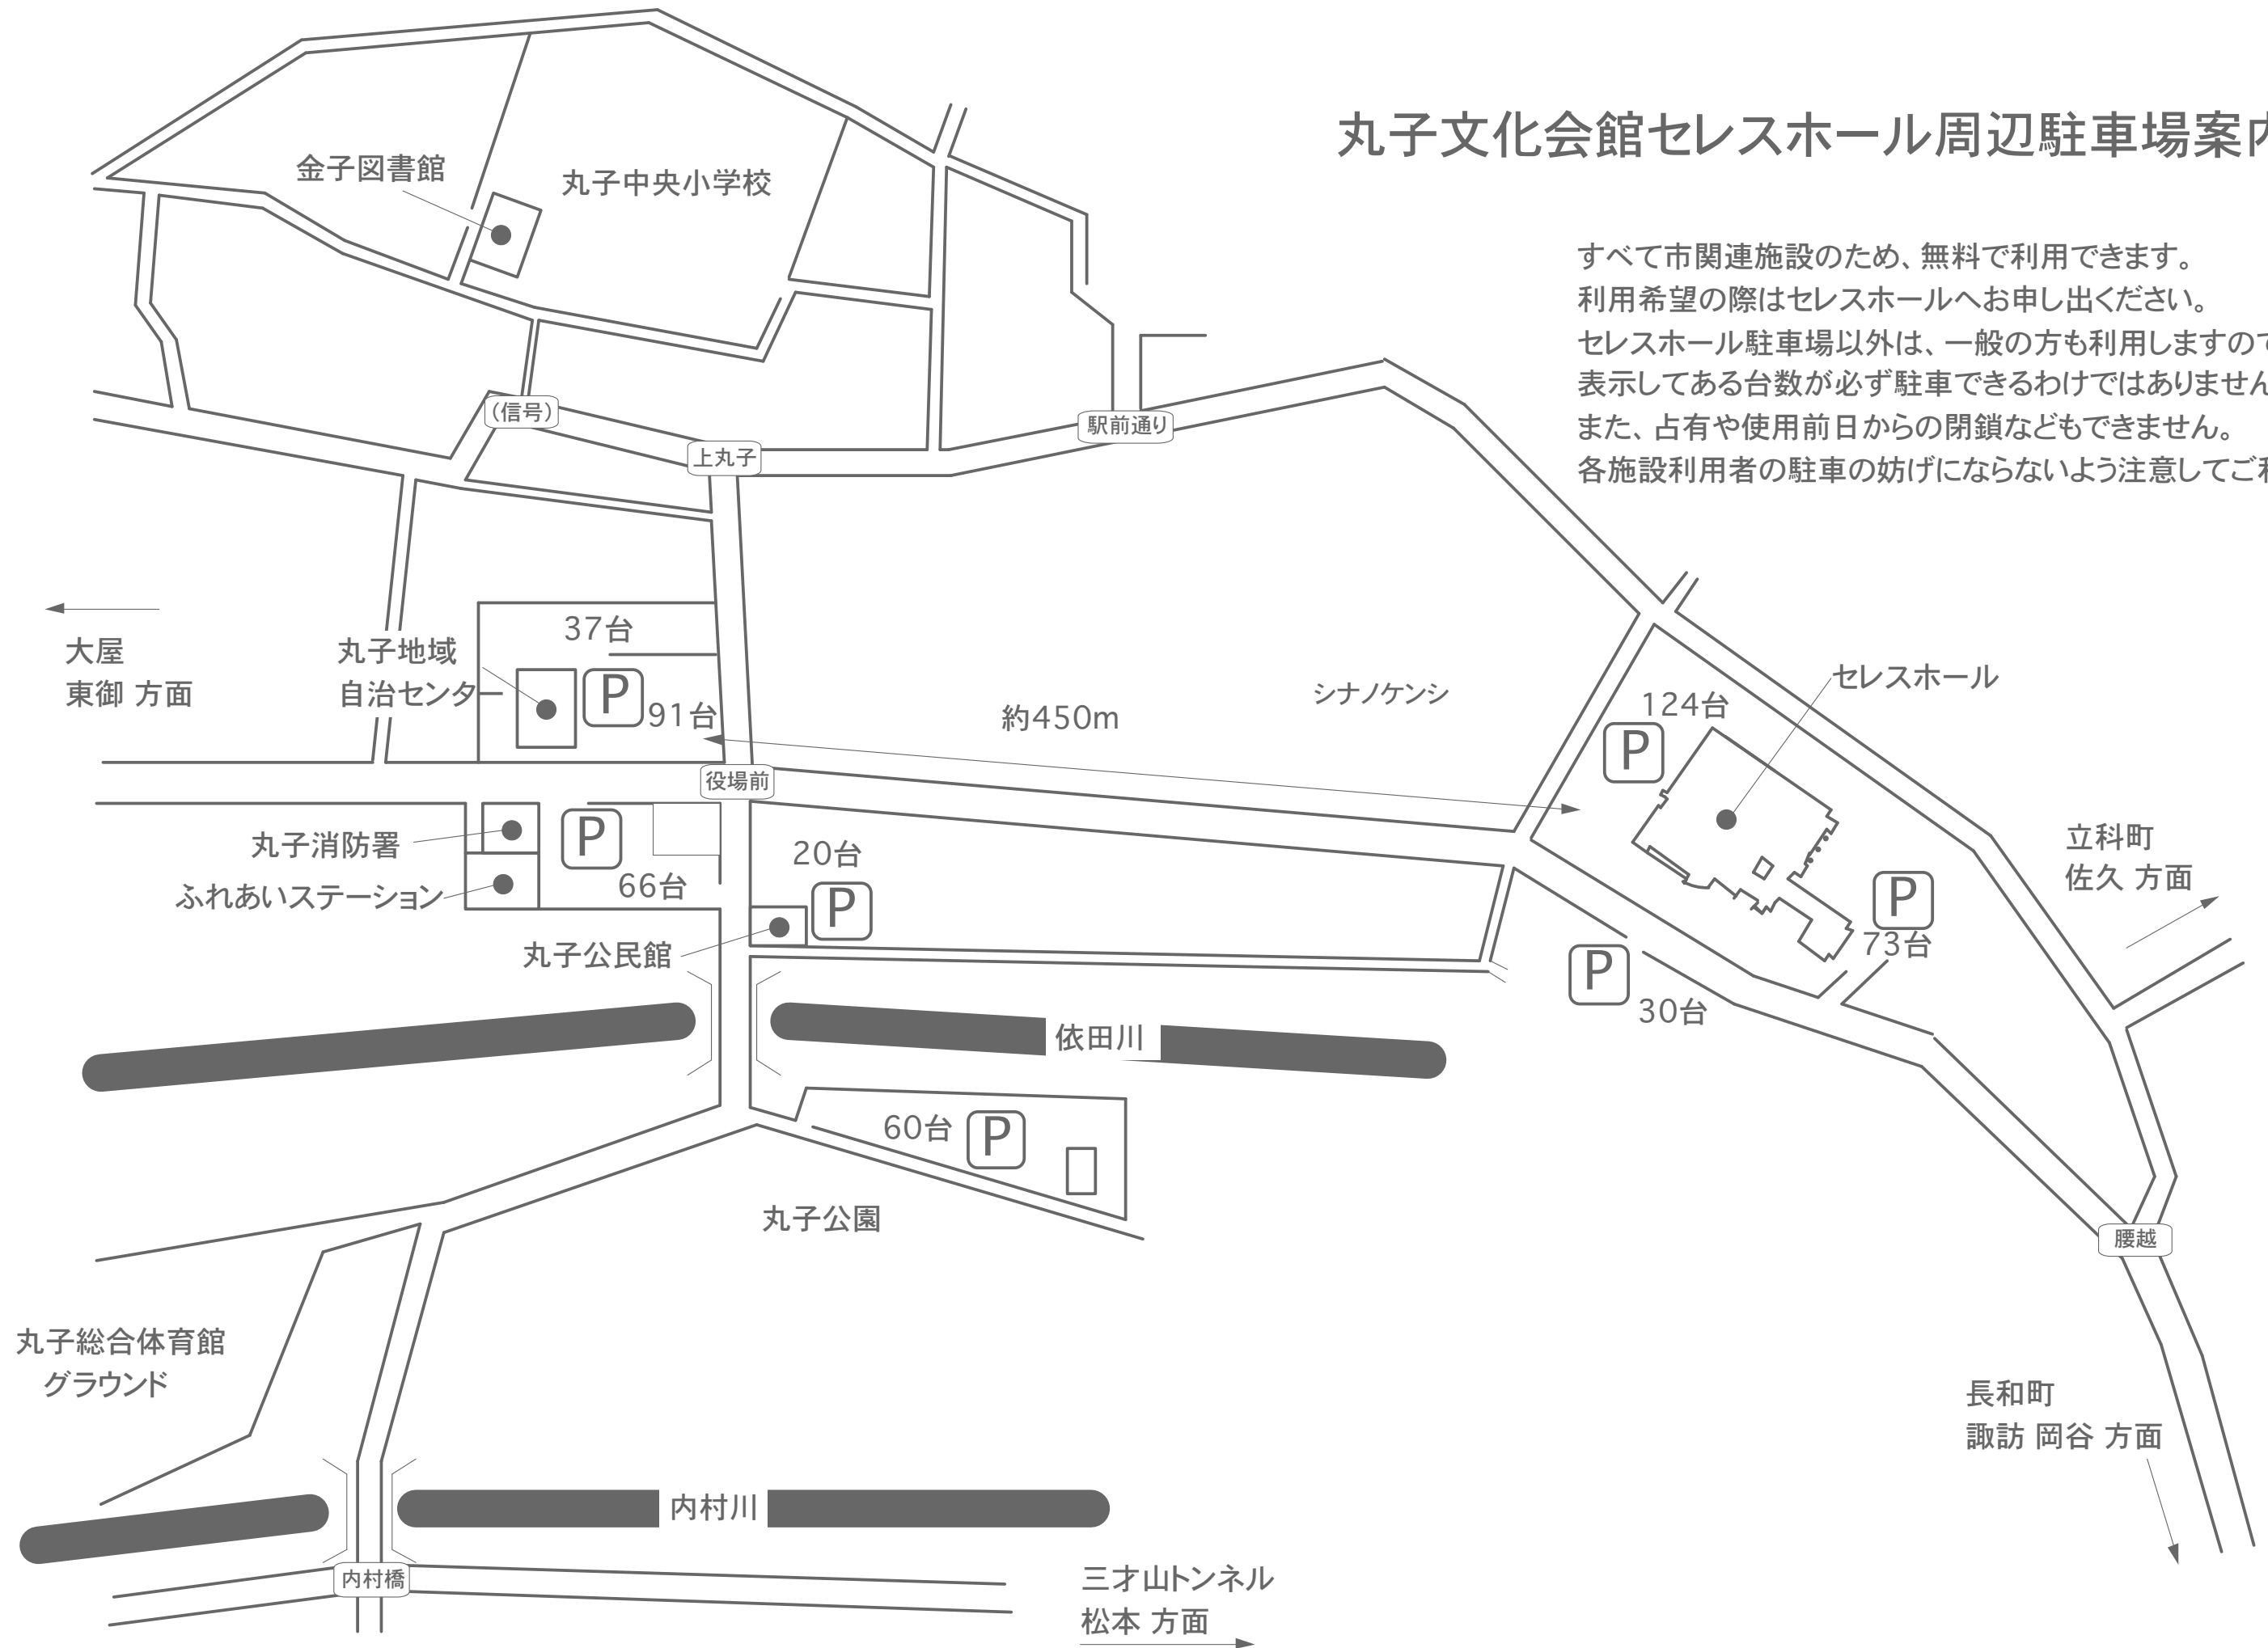 丸子文化会館セレスホール周辺駐車場案
すべて市関連施設のため、無料で利用できます。
利用希望の際はセレスホールへお申し出ください。
セレスホール駐車場以外は、一般の方も利用しますので
表示してある台数が必ず駐車できるわけではありません
また、占有や使用前日からの閉鎖などもできません。
各施設利用者の駐車の妨げにならないよう注意してご
金子図書館
丸子中央小学校
(信号)
上丸子
駅前通り
大屋
東御 方面
丸子地域
自治センター
37台
P
91台
約450m
シナノケンシ
セレスホール
124台
P
役場前
丸子消防署
ふれあいステーション
P
66台
20台
P
丸子公民館
立科町
佐久 方面
P
73台
P
30台
依田川
60台
P
丸子公園
腰越
丸子総合体育館
グラウンド
長和町
諏訪 岡谷 方面
内村川
内村橋
三才山トンネル
松本 方面